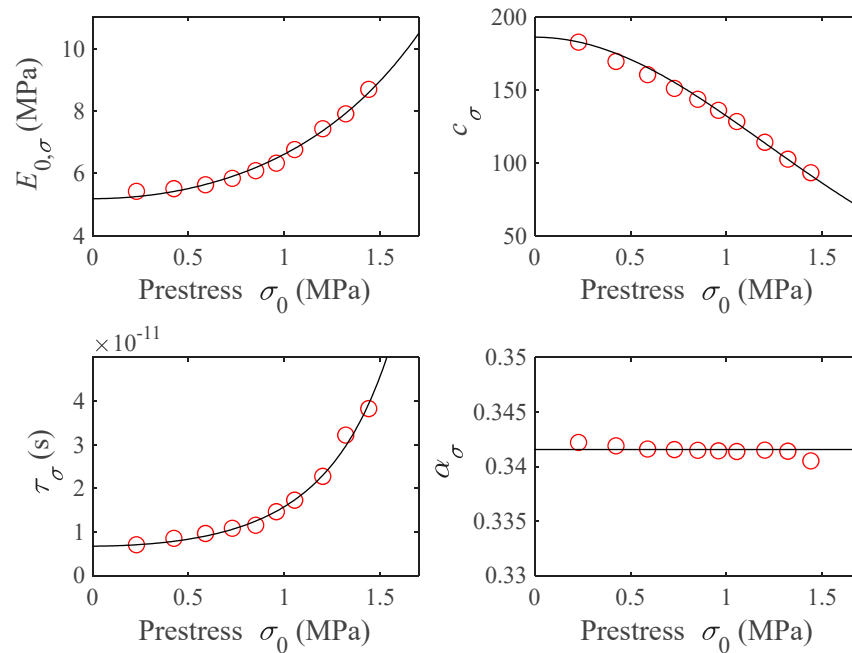 E0,σ (MPa)
10
8
6
4
0 0.5 1 1.5
Prestress σ0 (MPa)
cσ
200
150
100
50
0 0.5 1 1.5
Prestress σ0 (MPa)
×10-11
τσ (s)
4
3
2
1
0
0 0.5 1 1.5
Prestress σ0 (MPa)
ασ
0.35
0.345
0.34
0.335
0.33
0 0.5 1 1.5
Prestress σ0 (MPa)